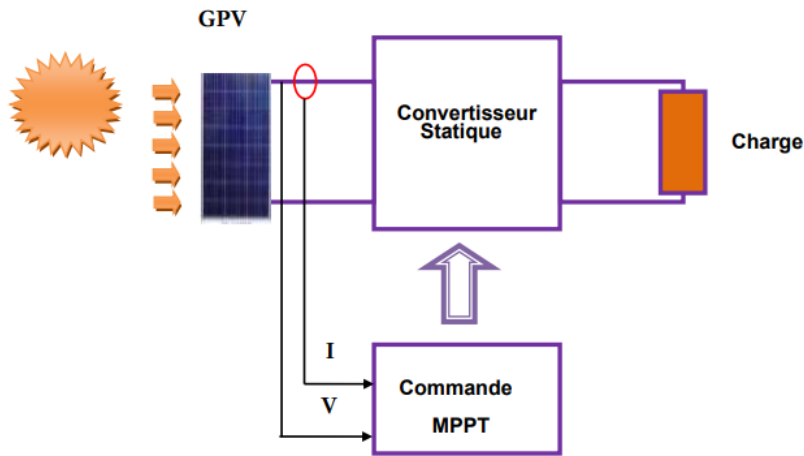 GPV
Convertisseur
Statique
Charge
I
V
Commande
MPPT